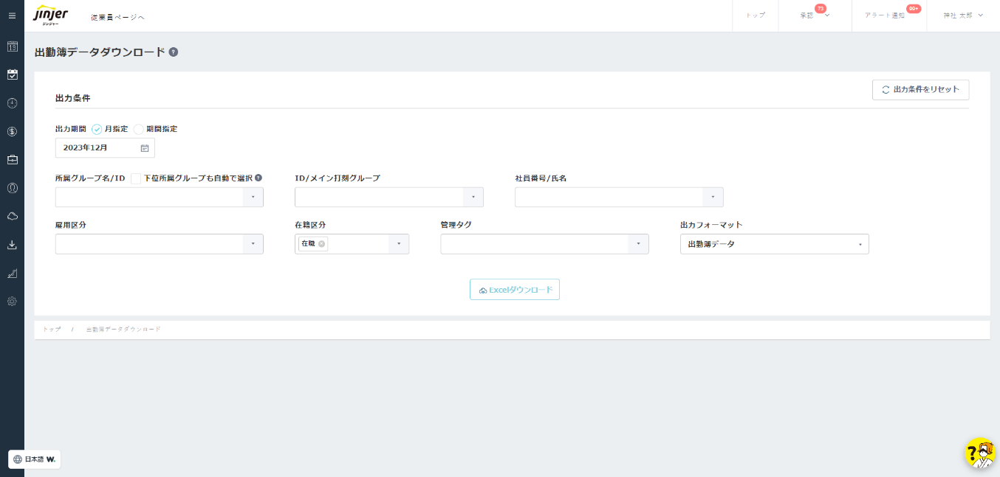 jinjer
ジンジャー
従業員ページへ
トップ
承認
73
アラート通知
99+
神社 太郎
13
出勤簿データダウンロード ?
出力条件をリセット
出力条件
出力期間 月指定 期間指定
2023年12月
所属グループ名/ID 下位所属グループも自動で選択 ?
ID/メイン打刻グループ
社員番号/氏名
雇用区分
在籍区分
管理タグ
出力フォーマット
在職
出勤簿データ
Excelダウンロード
トップ / 出勤簿データダウンロード
日本語 W.
?